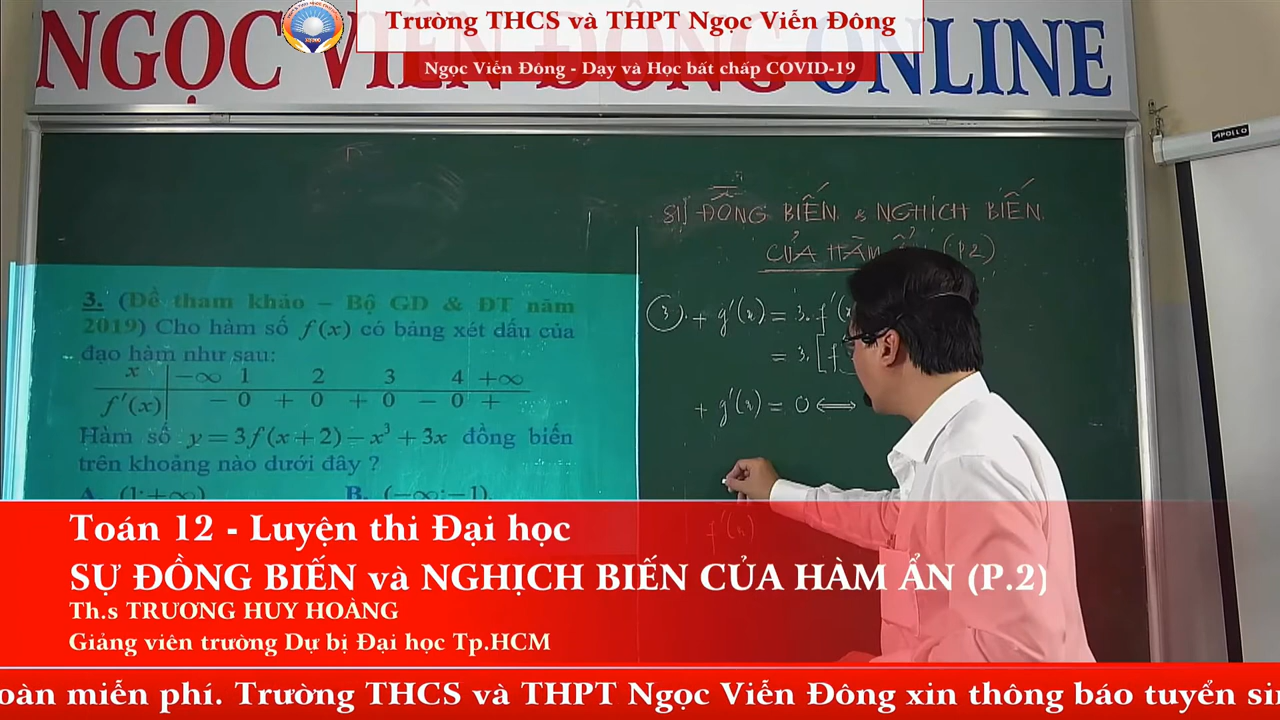 NGỌC VIỄN ĐÔNG ONLINE
Trường THCS và THPT Ngọc Viễn Đông
Ngọc Viễn Đông - Dạy và Học bất chấp COVID-19
APOLLO
SỰ ĐỒNG BIẾN & NGHỊCH BIẾN
CỦA HÀM (P.2)
3. (Đề tham khảo – Bộ GD & ĐT năm
2019) Cho hàm số f(x) có bảng xét dấu của
đạo hàm như sau:
x −∞ 1 2 3 4 +∞
f'(x) − 0 + 0 + 0 − 0 +
Hàm số y = 3f(x + 2) − x³ + 3x đồng biến
trên khoảng nào dưới đây ?
A. (1; +∞) B. (−∞; −1).
3. + g'(x) = 3. f'(x
= 3. [f
+ g'(x) = 0 ⟺
f'(x)
Toán 12 - Luyện thi Đại học
SỰ ĐỒNG BIẾN và NGHỊCH BIẾN CỦA HÀM ẨN (P.2)
Th.s TRƯƠNG HUY HOÀNG
Giảng viên trường Dự bị Đại học Tp.HCM
oàn miễn phí. Trường THCS và THPT Ngọc Viễn Đông xin thông báo tuyển sin